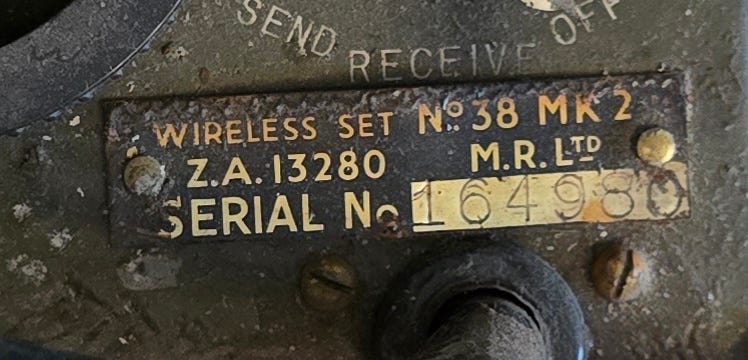 SEND RECEIVE OFF
WIRELESS SET No. 38 MK 2
Z.A. 13280 M.R. LTD
SERIAL No. 164980